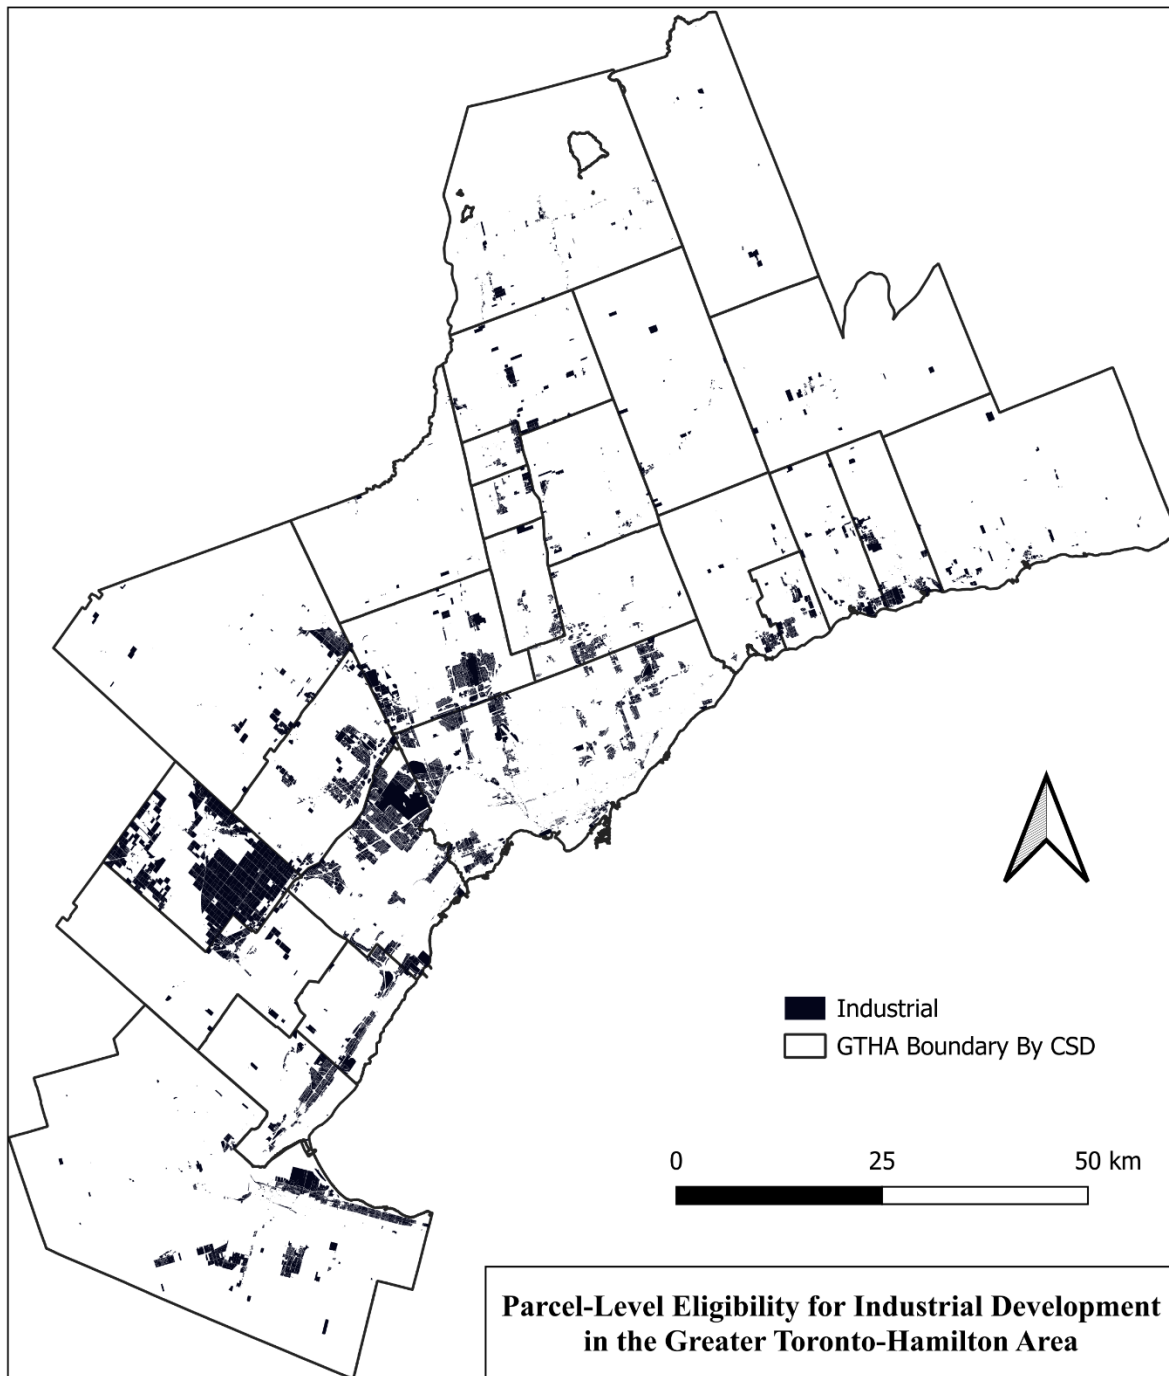 Industrial
GTHA Boundary By CSD
0 25 50 km
Parcel-Level Eligibility for Industrial Development
in the Greater Toronto-Hamilton Area